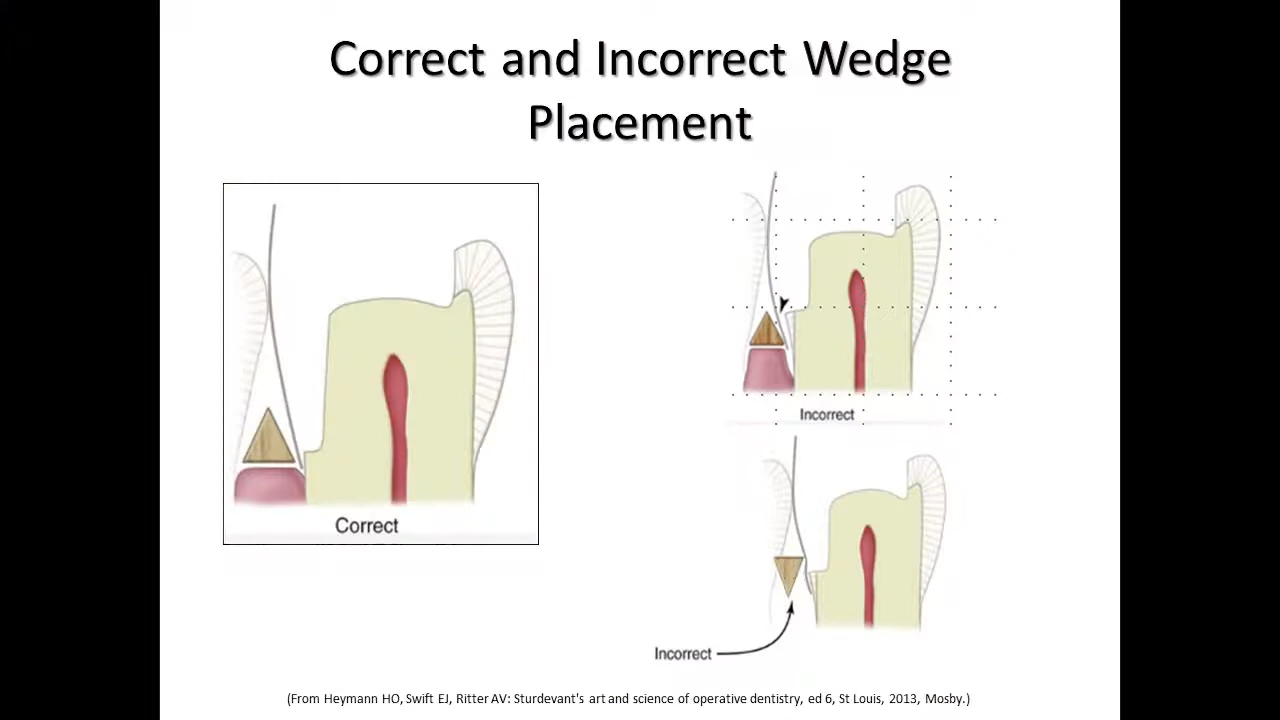 Correct and Incorrect Wedge
Placement
Correct
Incorrect
Incorrect
(From Heymann HO, Swift EJ, Ritter AV: Sturdevant's art and science of operative dentistry, ed 6, St Louis, 2013, Mosby.)